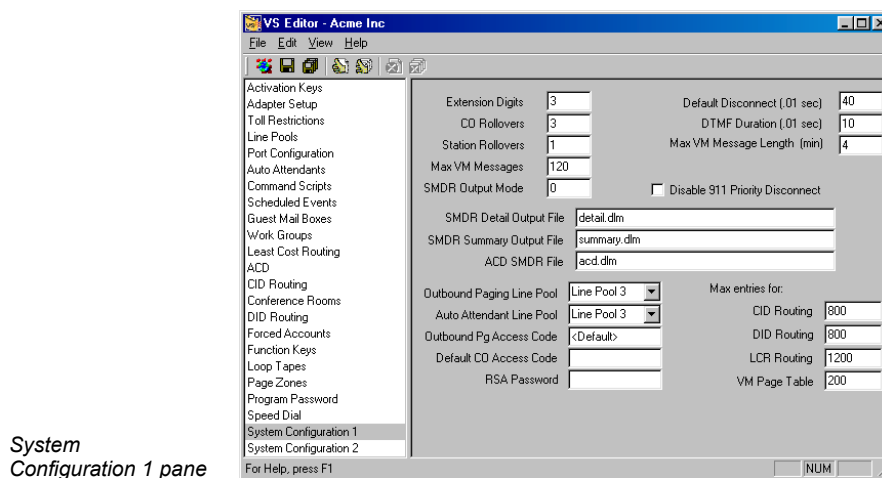 VS Editor - Acme Inc
File Edit View Help
Activation Keys
Adapter Setup
Toll Restrictions
Line Pools
Port Configuration
Auto Attendants
Command Scripts
Scheduled Events
Guest Mail Boxes
Work Groups
Least Cost Routing
ACD
CID Routing
Conference Rooms
DID Routing
Forced Accounts
Function Keys
Loop Tapes
Page Zones
Program Password
Speed Dial
System Configuration 1
System Configuration 2
Extension Digits 3
CO Rollovers 3
Station Rollovers 1
Max VM Messages 120
SMDR Output Mode 0
Default Disconnect (.01 sec) 40
DTMF Duration (.01 sec) 10
Max VM Message Length (min) 4
Disable 911 Priority Disconnect
SMDR Detail Output File detail.dlm
SMDR Summary Output File summary.dlm
ACD SMDR File acd.dlm
Outbound Paging Line Pool Line Pool 3
Auto Attendant Line Pool Line Pool 3
Outbound Pg Access Code <Default>
Default CO Access Code
RSA Password
Max entries for:
CID Routing 800
DID Routing 800
LCR Routing 1200
VM Page Table 200
For Help, press F1
NUM
System
Configuration 1 pane